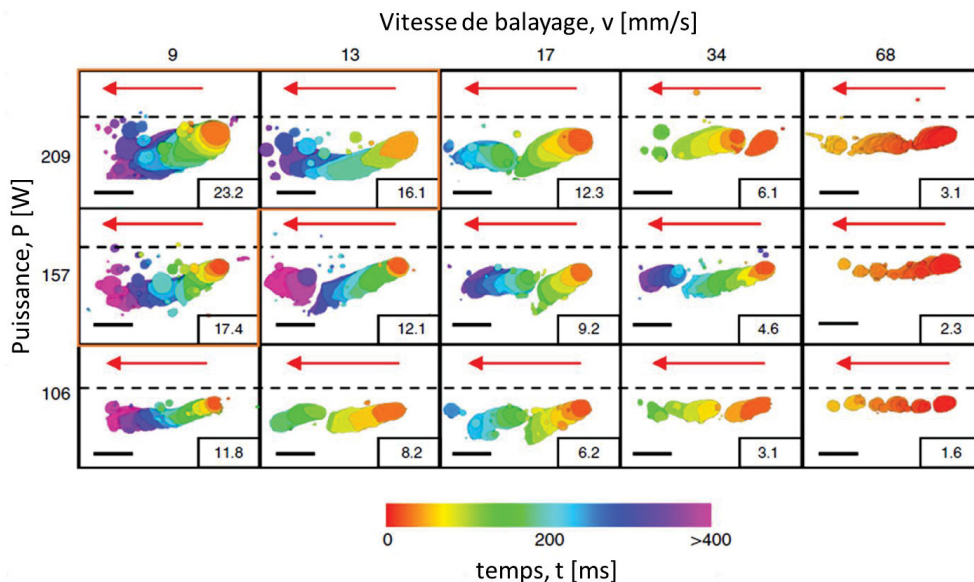 Vitesse de balayage, v [mm/s]
9 13 17 34 68
Puissance, P [W]
209
23.2 16.1 12.3 6.1 3.1
157
17.4 12.1 9.2 4.6 2.3
106
11.8 8.2 6.2 3.1 1.6
0 200 >400
temps, t [ms]